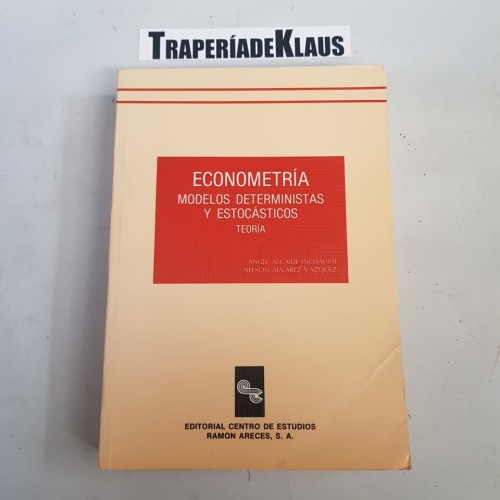 TRAPERÍADEKLAUS
ECONOMETRÍA
MODELOS DETERMINISTAS
Y ESTOCÁSTICOS
TEORÍA
ÁNGEL ALCAIDE INCHAUSTI
NELSON ÁLVAREZ VÁZQUEZ
EDITORIAL CENTRO DE ESTUDIOS
RAMON ARECES, S. A.